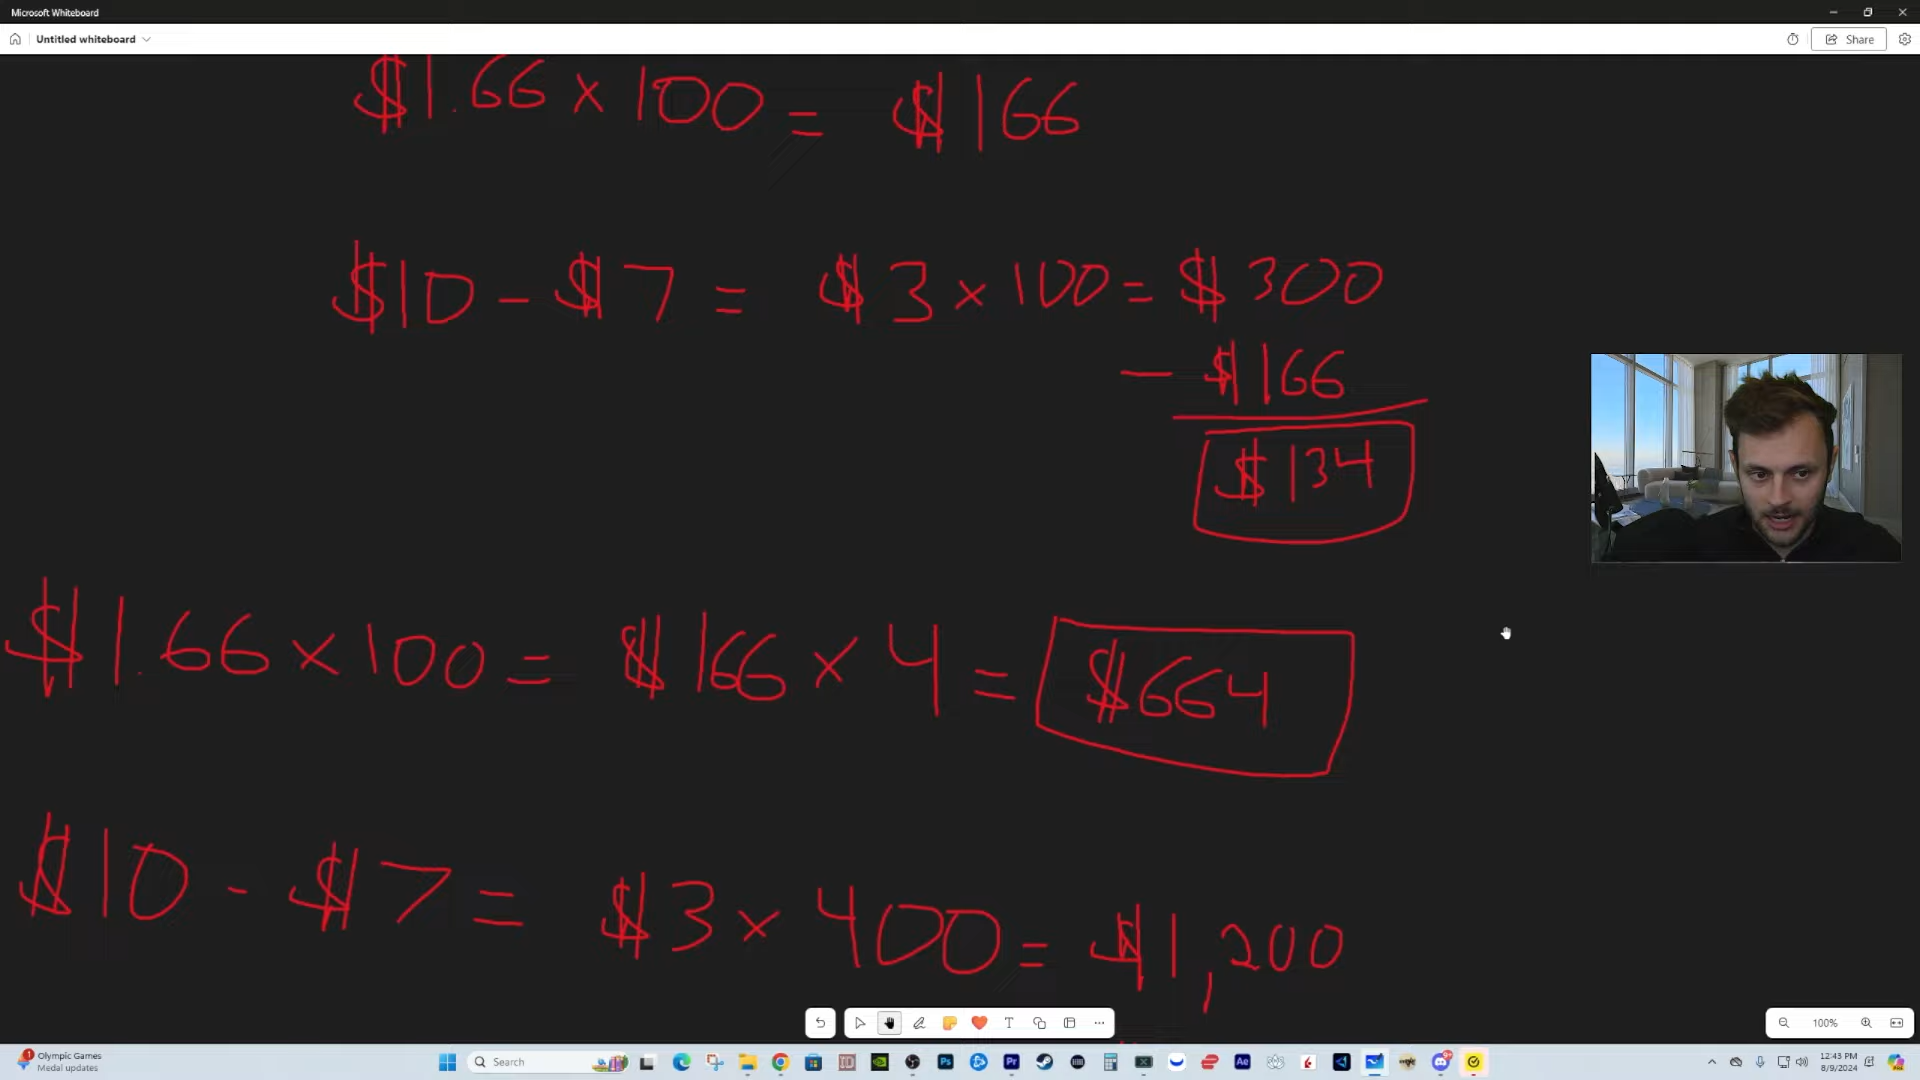 Microsoft Whiteboard
Untitled whiteboard
Share
$1.66 x 100 = $166
$10 - $7 = $3 x 100 = $300
- $166
$134
$1.66 x 100 = $166 x 4 = $664
$10 - $7 = $3 x 400 = $1,200
100%
Olympic Games
Medal updates
Search
12:43 PM
8/9/2024